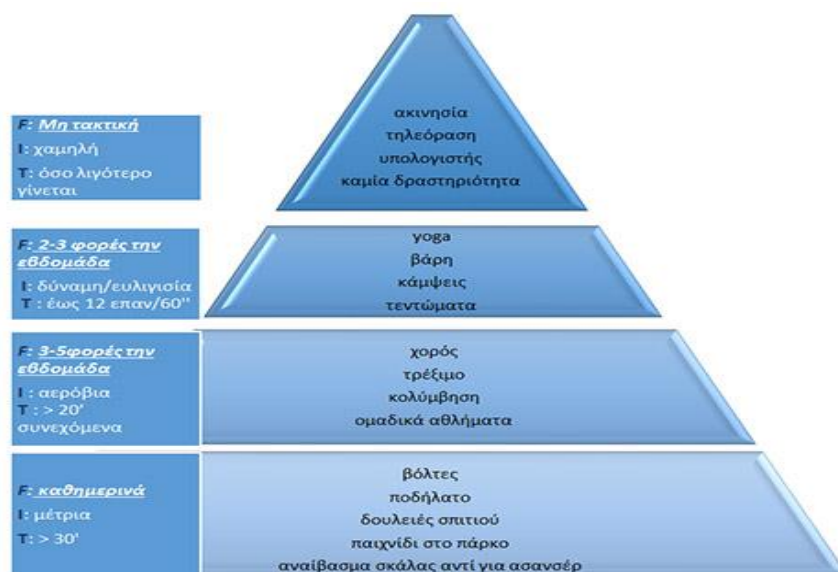 F: Μη τακτική
I: χαμηλή
T: όσο λιγότερο
γίνεται
ακινησία
τηλεόραση
υπολογιστής
καμία δραστηριότητα
F: 2-3 φορές την
εβδομάδα
I: δύναμη/ευλιγισία
T : έως 12 επαν/60''
yoga
βάρη
κάμψεις
τεντώματα
F: 3-5φορές την
εβδομάδα
I : αερόβια
T : > 20'
συνεχόμενα
χορός
τρέξιμο
κολύμβηση
ομαδικά αθλήματα
F: καθημερινά
I: μέτρια
T: > 30'
βόλτες
ποδήλατο
δουλειές σπιτιού
παιχνίδι στο πάρκο
αναίβασμα σκάλας αντί για ασανσέρ